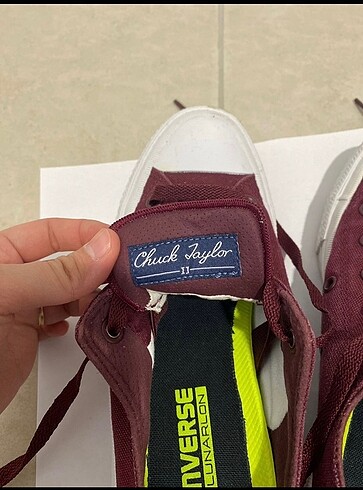 Chuck Taylor
II
NVERSE
LUNARLON